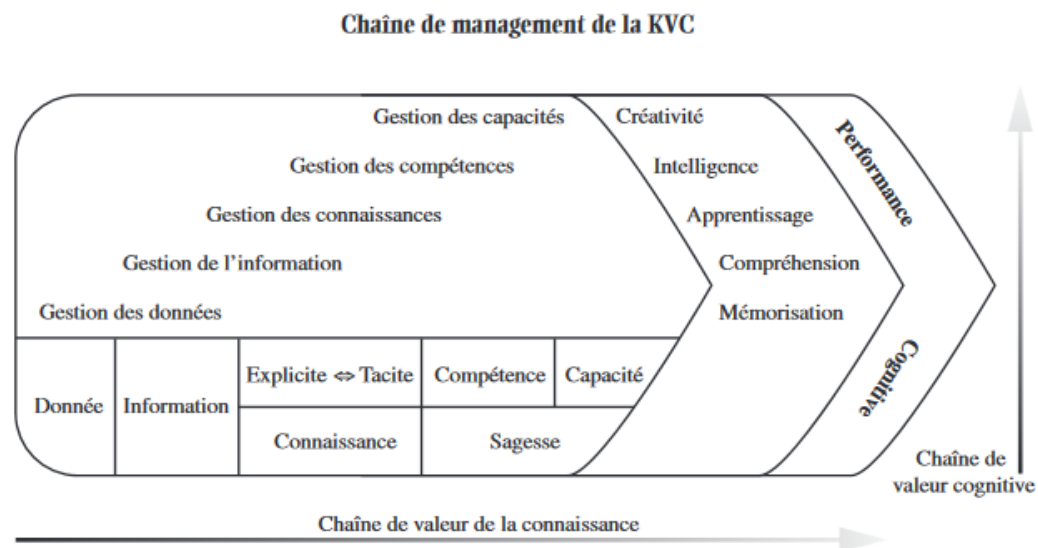 Chaîne de management de la KVC
Gestion des capacités
Créativité
Gestion des compétences
Intelligence
Gestion des connaissances
Apprentissage
Gestion de l’information
Compréhension
Gestion des données
Mémorisation
Performance
Cognitive
Donnée
Information
Explicite ⇔ Tacite
Compétence
Capacité
Connaissance
Sagesse
Chaîne de
valeur cognitive
Chaîne de valeur de la connaissance